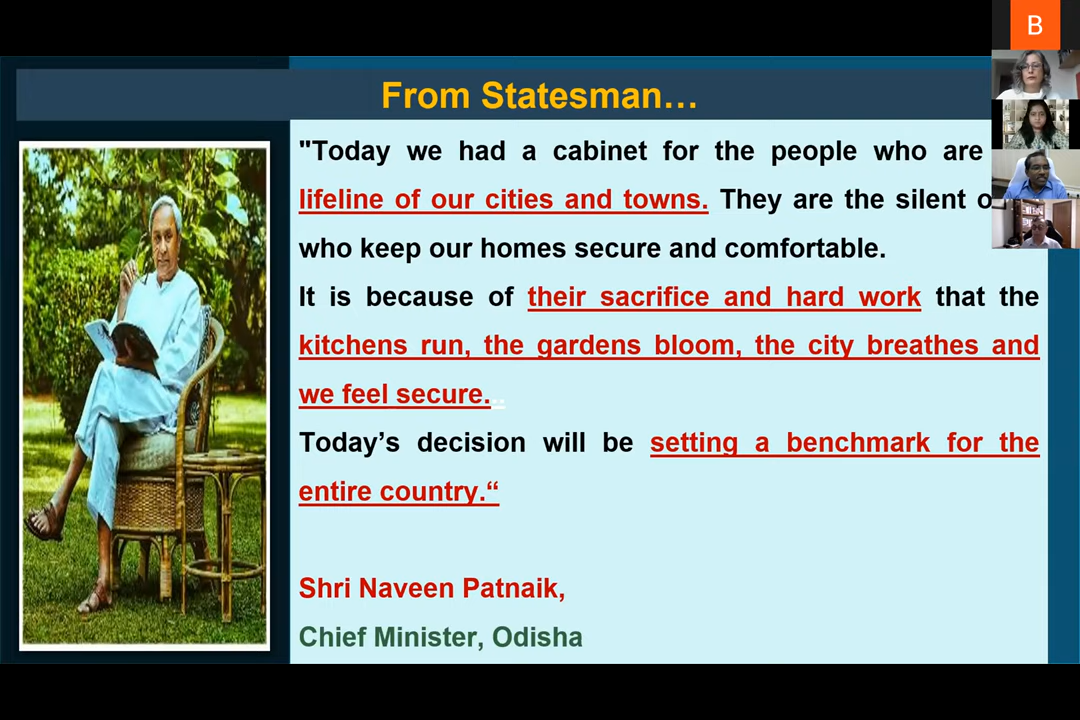 B
From Statesman…
"Today we had a cabinet for the people who are
lifeline of our cities and towns. They are the silent
who keep our homes secure and comfortable.
It is because of their sacrifice and hard work that the
kitchens run, the gardens bloom, the city breathes and
we feel secure...
Today’s decision will be setting a benchmark for the
entire country.“
Shri Naveen Patnaik,
Chief Minister, Odisha